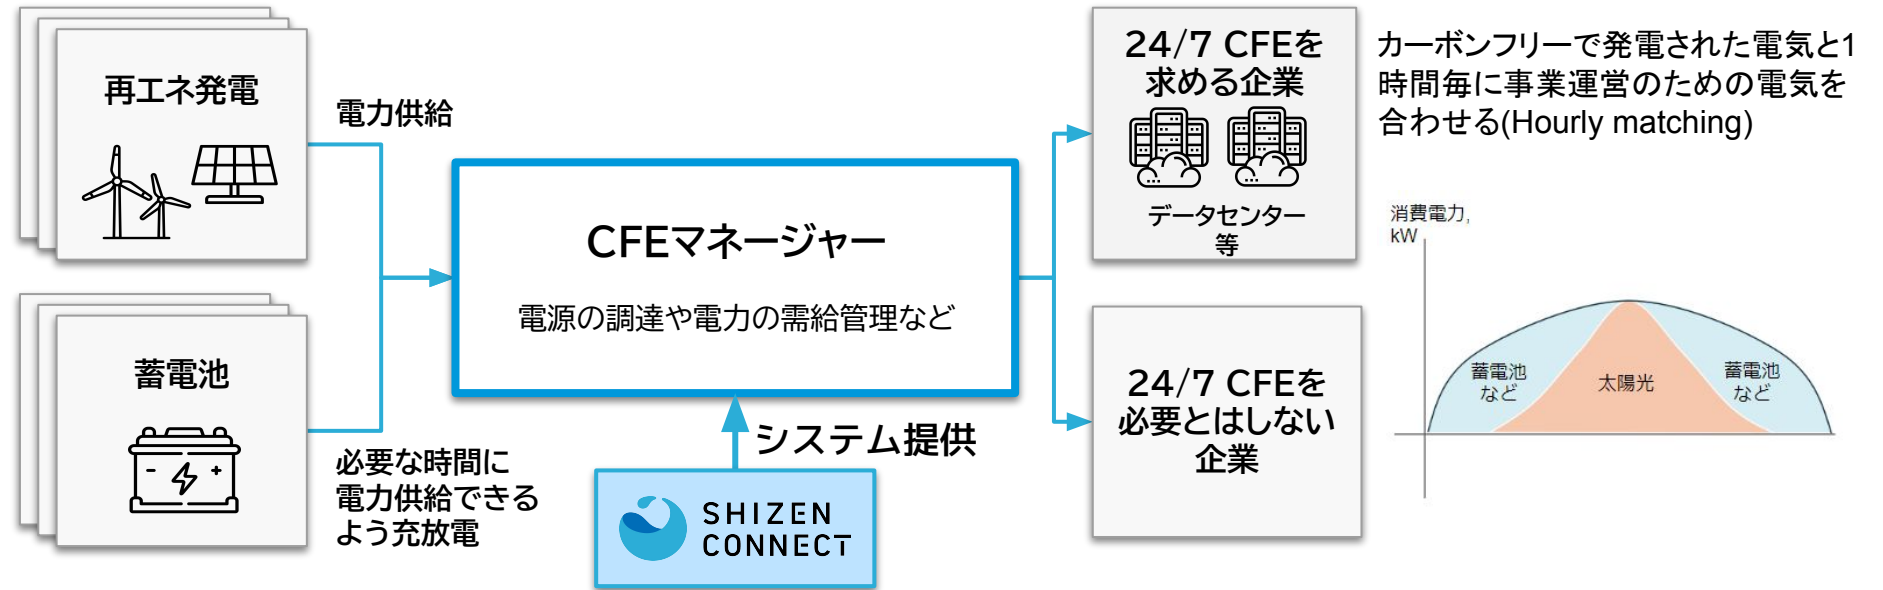 再エネ発電
電力供給
蓄電池
必要な時間に
電力供給できる
よう充放電
CFEマネージャー
電源の調達や電力の需給管理など
システム提供
SHIZEN
CONNECT
24/7 CFEを
求める企業
データセンター
等
24/7 CFEを
必要とはしない
企業
カーボンフリーで発電された電気と1
時間毎に事業運営のための電気を
合わせる(Hourly matching)
消費電力,
kW
蓄電池
など
太陽光
蓄電池
など